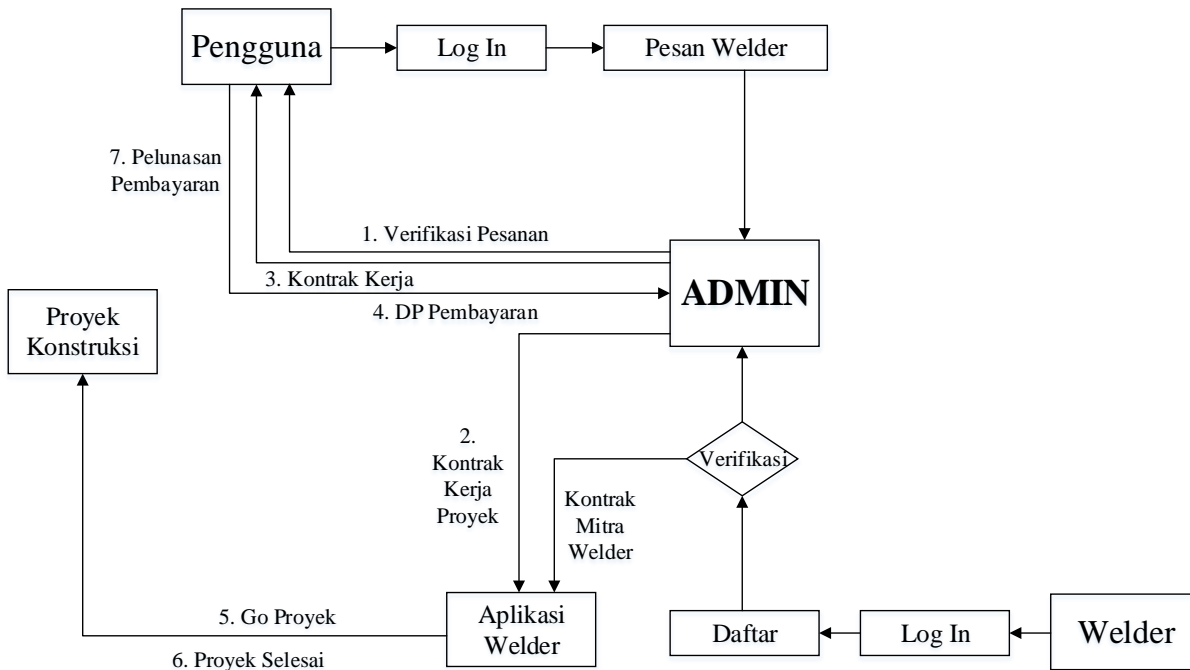 Pengguna
Log In
Pesan Welder
7. Pelunasan
Pembayaran
1. Verifikasi Pesanan
3. Kontrak Kerja
4. DP Pembayaran
ADMIN
Proyek
Konstruksi
2.
Kontrak
Kerja
Proyek
Verifikasi
Kontrak
Mitra
Welder
5. Go Proyek
6. Proyek Selesai
Aplikasi
Welder
Daftar
Log In
Welder